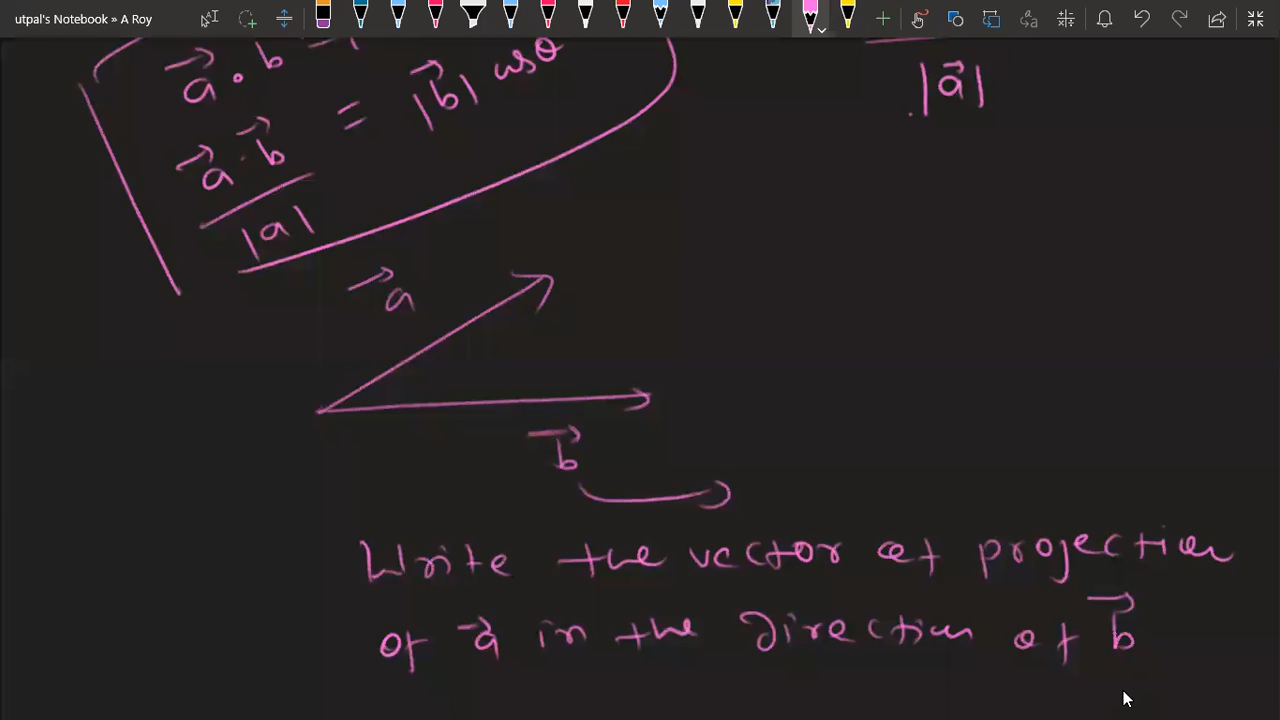 utpal's Notebook » A Roy
a⃗ · b
a⃗ · b⃗ / |a| = |b⃗| cosθ
|a⃗|
a⃗
b⃗
Write the vector of projection
of a⃗ in the direction of b⃗